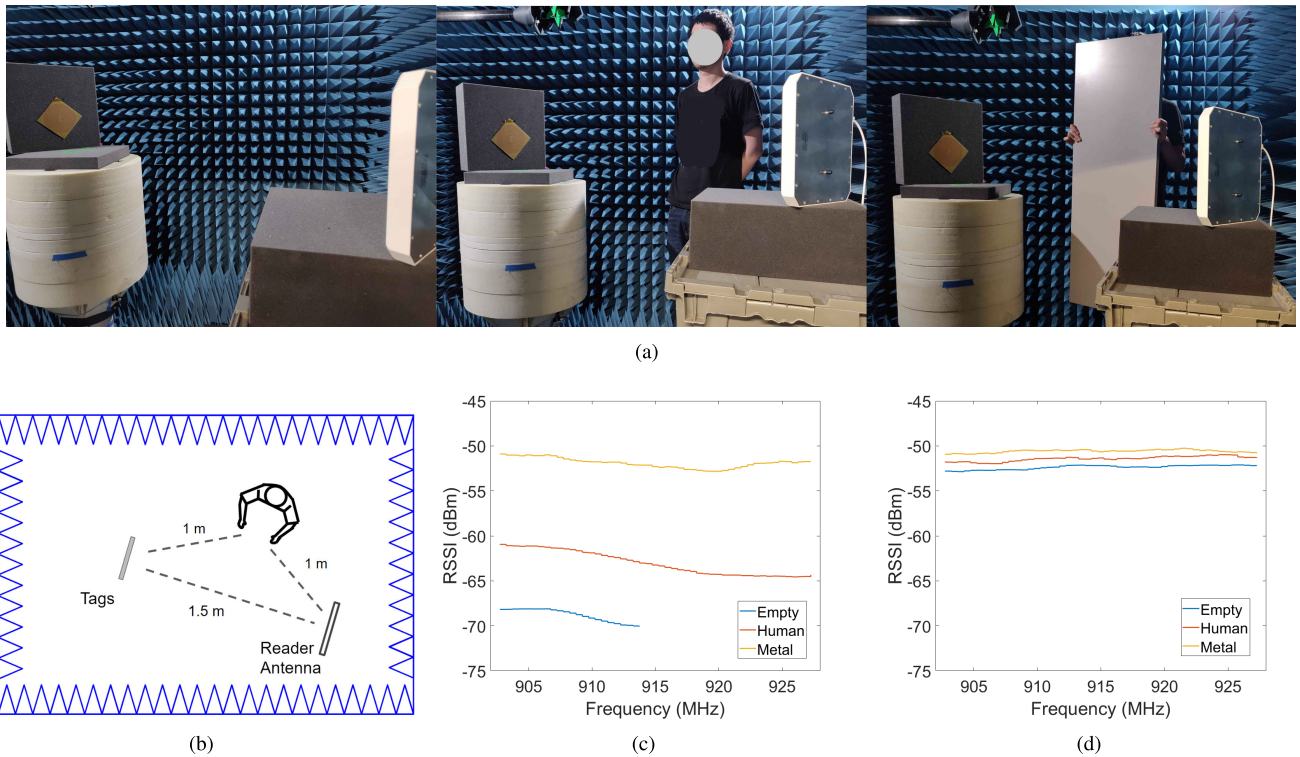 (a)
1 m
1 m
Tags
1.5 m
Reader
Antenna
(b)
-45
-50
-55
-60
-65
-70
-75
RSSI (dBm)
Empty
Human
Metal
905 910 915 920 925
Frequency (MHz)
(c)
-45
-50
-55
-60
-65
-70
-75
RSSI (dBm)
Empty
Human
Metal
905 910 915 920 925
Frequency (MHz)
(d)